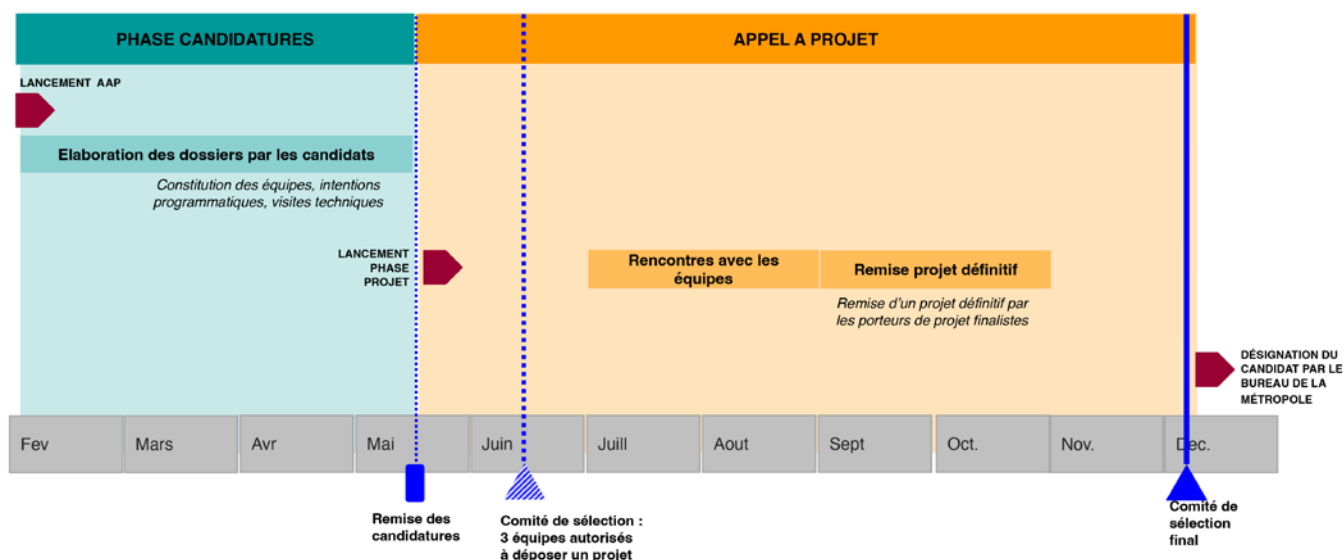 PHASE CANDIDATURES
APPEL A PROJET
LANCEMENT AAP
Elaboration des dossiers par les candidats
Constitution des équipes, intentions
programmatiques, visites techniques
LANCEMENT
PHASE
PROJET
Rencontres avec les
équipes
Remise projet définitif
Remise d'un projet définitif par
les porteurs de projet finalistes
DÉSIGNATION DU
CANDIDAT PAR LE
BUREAU DE LA
MÉTROPOLE
Fev
Mars
Avr
Mai
Juin
Juill
Aout
Sept
Oct.
Nov.
Dec.
Remise des
candidatures
Comité de sélection :
3 équipes autorisés
à déposer un projet
Comité de
sélection
final